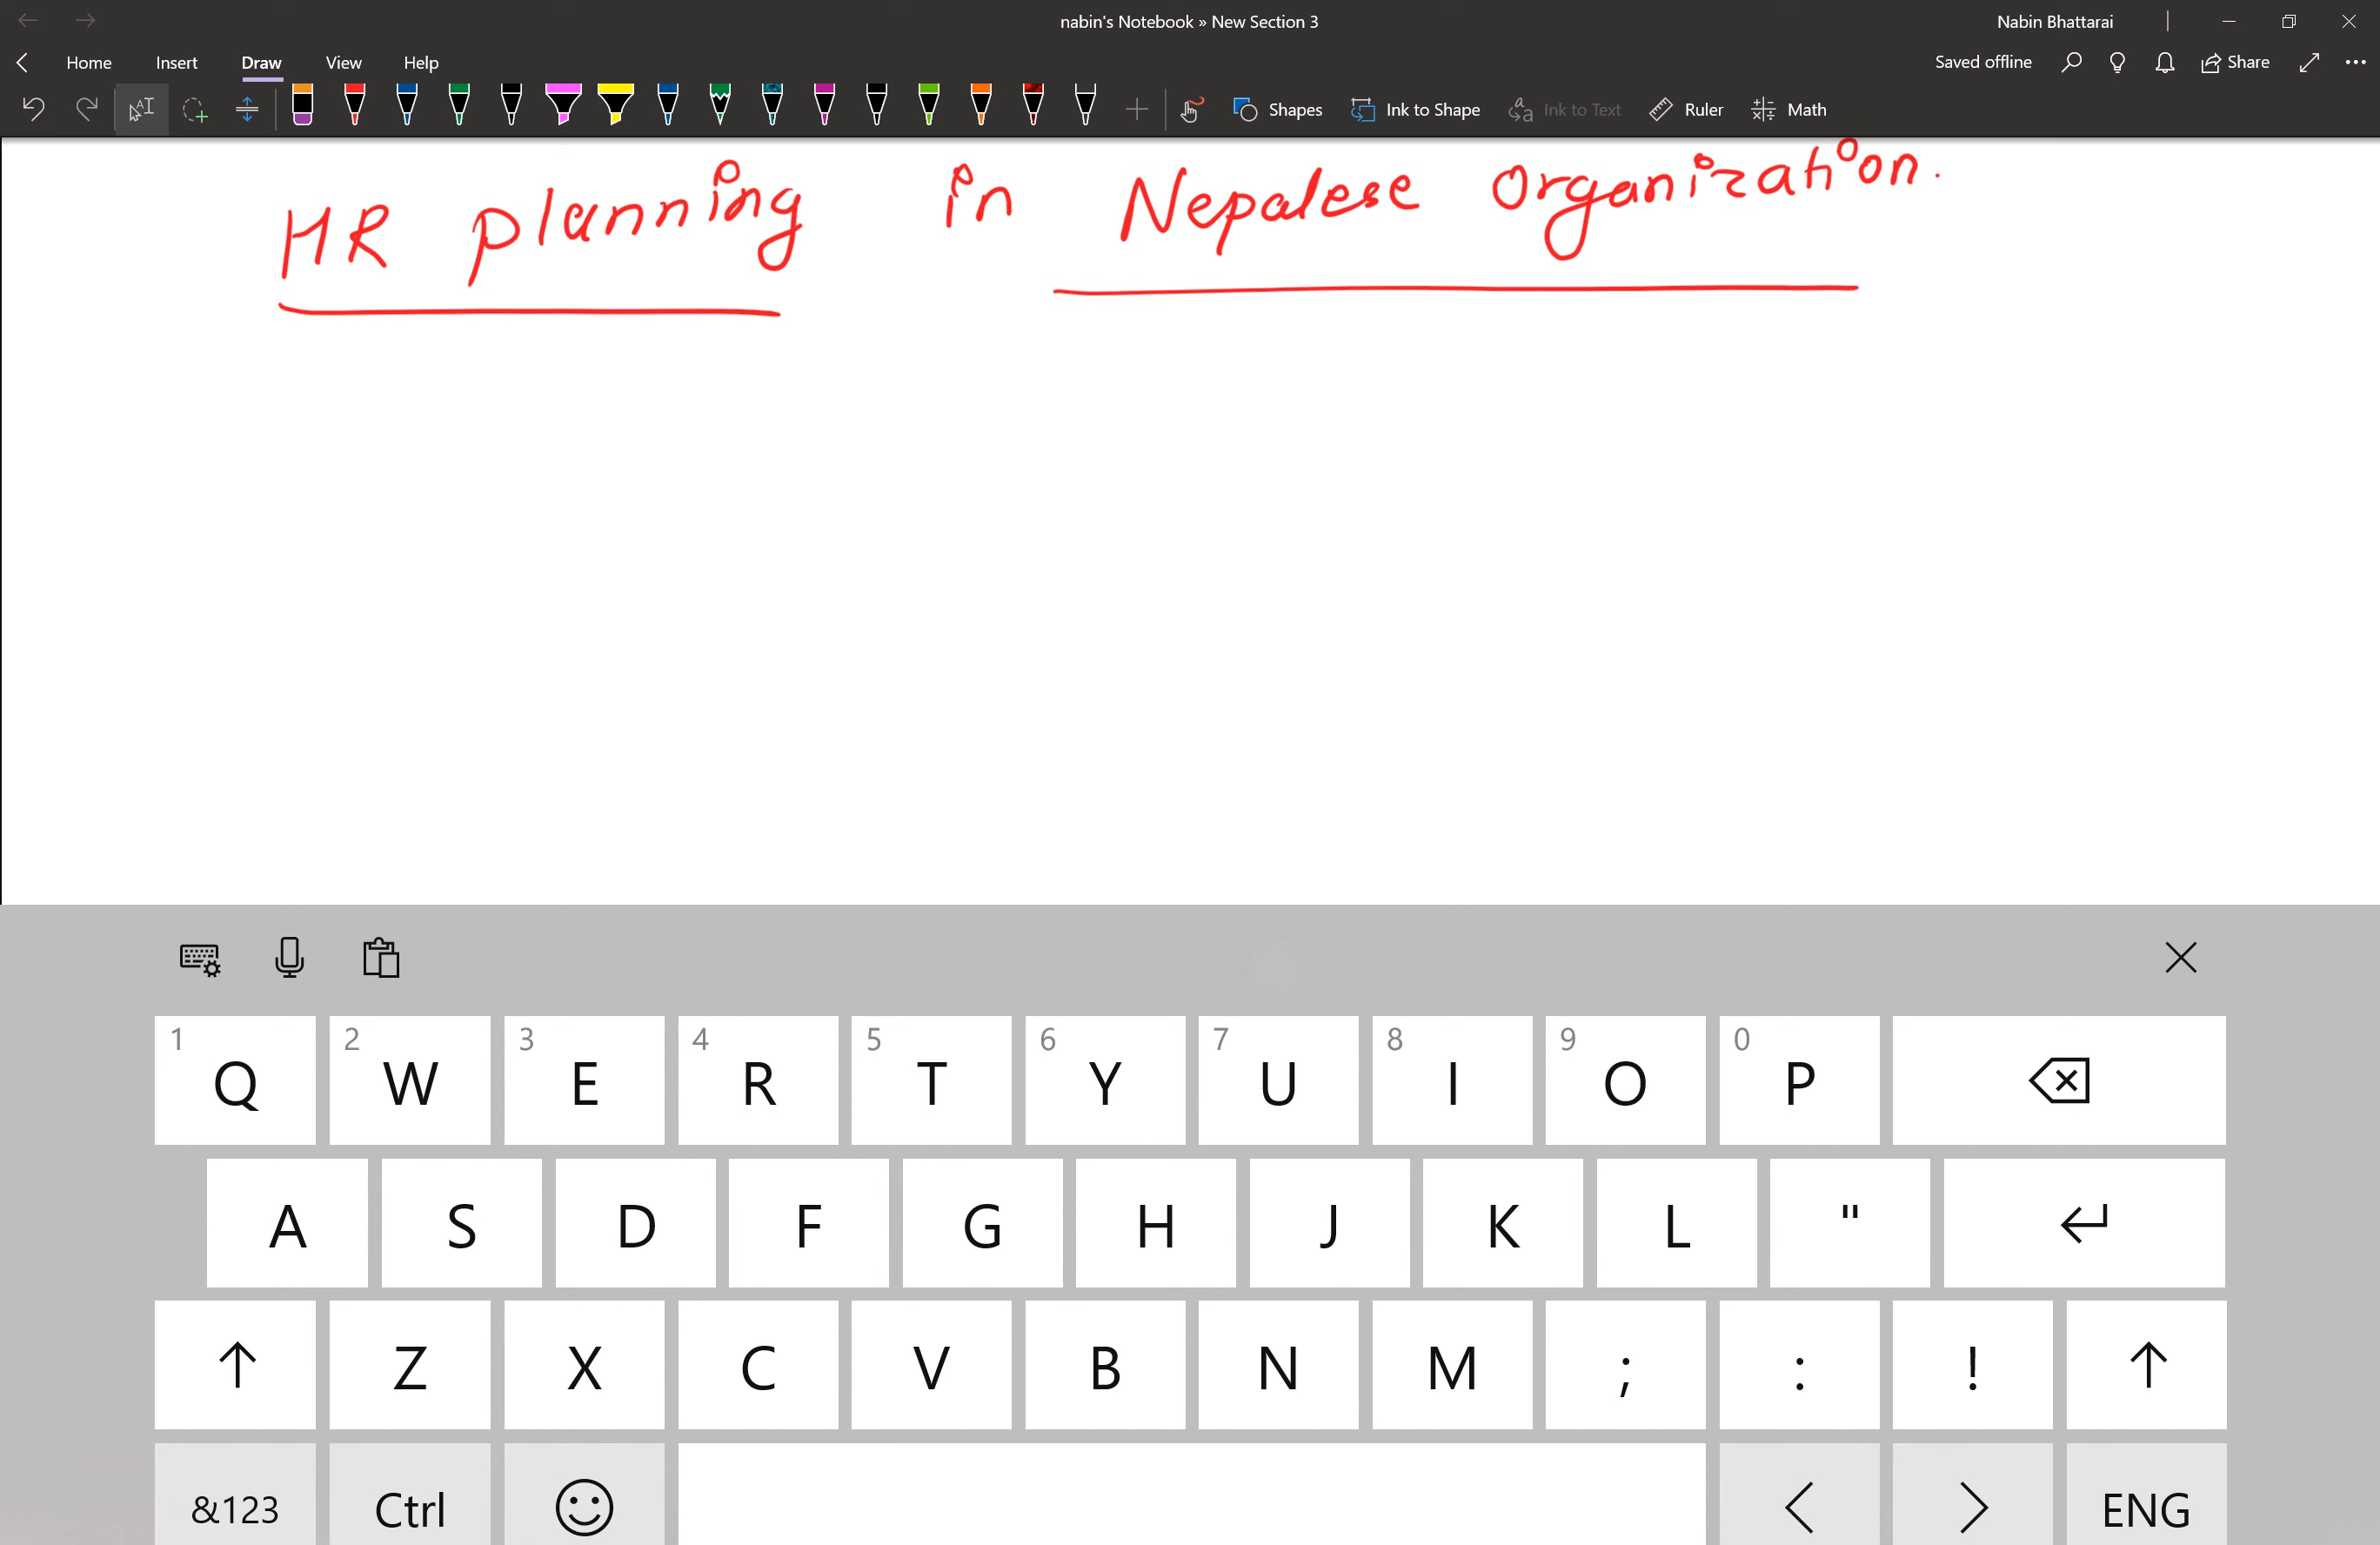 nabin's Notebook » New Section 3
Nabin Bhattarai
Home Insert Draw View Help
Saved offline
Share
Shapes Ink to Shape Ink to Text Ruler Math
HR planning in Nepalese Organization.
1 2 3 4 5 6 7 8 9 0
Q W E R T Y U I O P
A S D F G H J K L "
Z X C V B N M ; : !
&123 Ctrl ENG